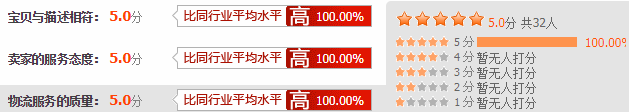 宝贝与描述相符： 5.0分 比同行业平均水平 高 100.00%
卖家的服务态度： 5.0分 比同行业平均水平 高 100.00%
物流服务的质量： 5.0分 比同行业平均水平 高 100.00%
5.0分 共32人
5 分 100.00%
4 分 暂无人打分
3 分 暂无人打分
2 分 暂无人打分
1 分 暂无人打分